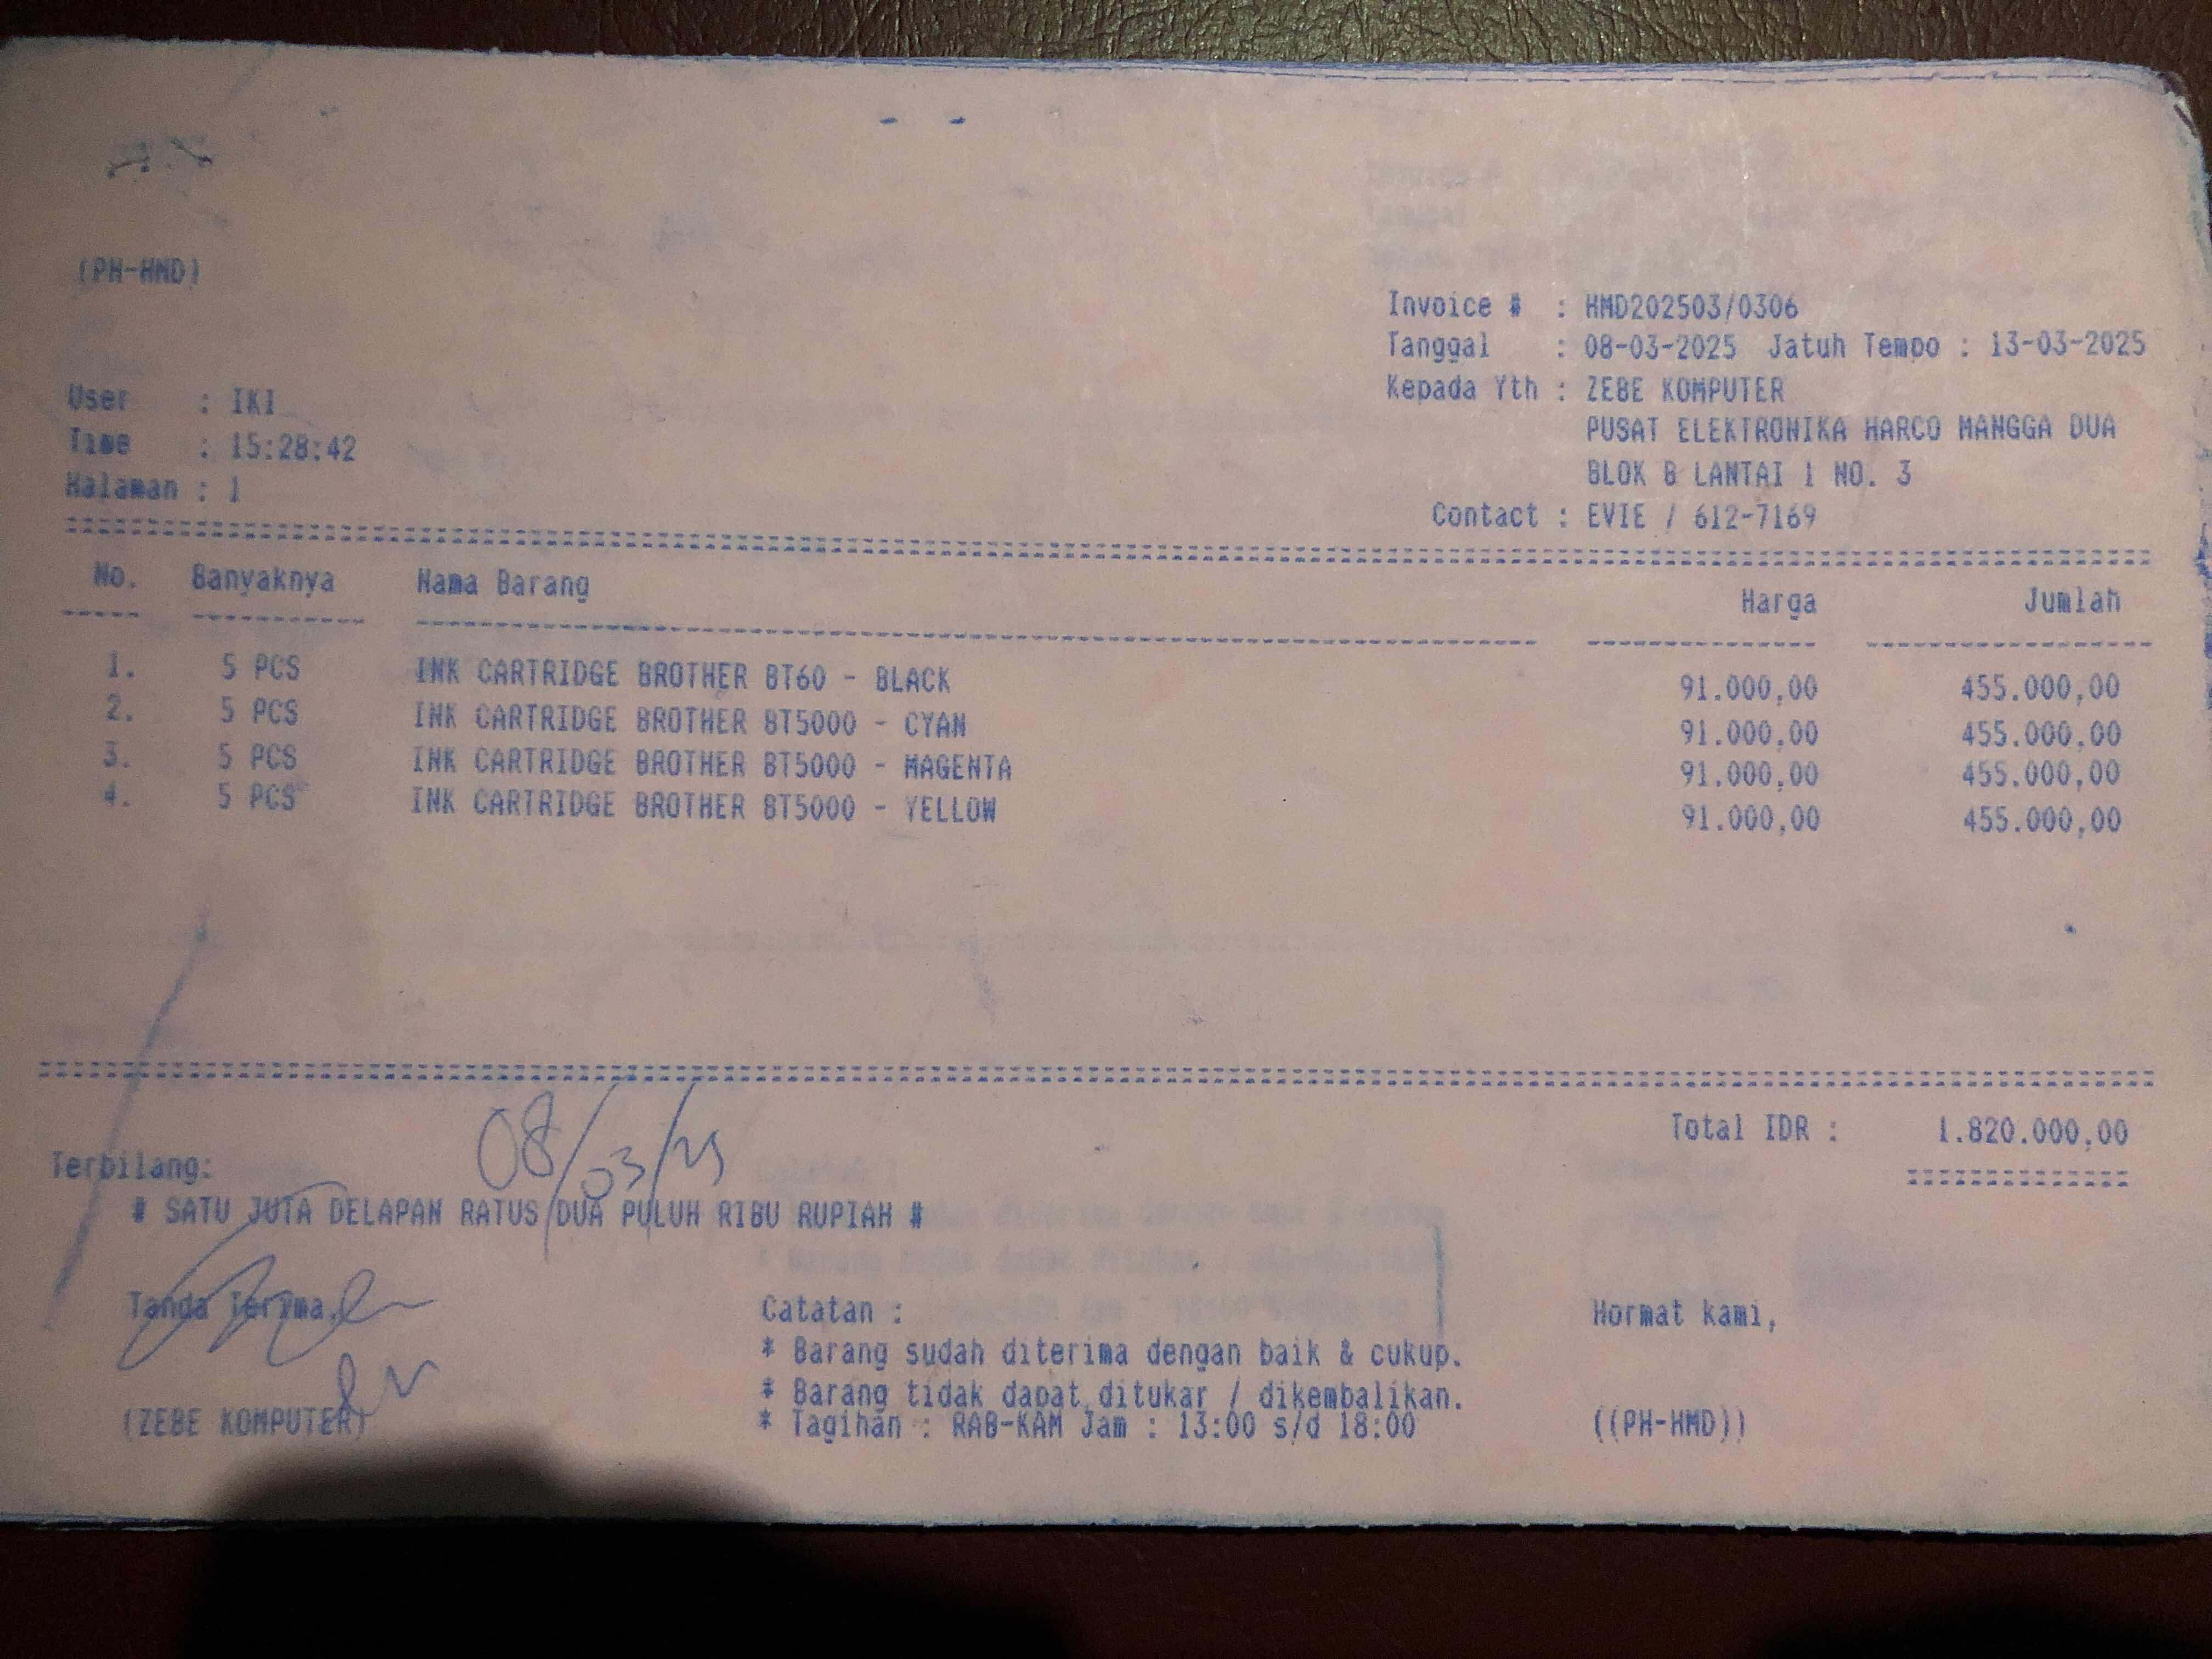 (PH-HMD)
Invoice # : HMD202503/0306
Tanggal : 08-03-2025 Jatuh Tempo : 13-03-2025
Kepada Yth : ZEBE KOMPUTER
PUSAT ELEKTRONIKA HARCO MANGGA DUA
BLOK B LANTAI 1 NO. 3
Contact : EVIE / 612-7169
User : IKI
Time : 15:28:42
Halaman : 1
No. Banyaknya Nama Barang Harga Jumlah
1. 5 PCS INK CARTRIDGE BROTHER BT60 - BLACK 91.000,00 455.000,00
2. 5 PCS INK CARTRIDGE BROTHER BT5000 - CYAN 91.000,00 455.000,00
3. 5 PCS INK CARTRIDGE BROTHER BT5000 - MAGENTA 91.000,00 455.000,00
4. 5 PCS INK CARTRIDGE BROTHER BT5000 - YELLOW 91.000,00 455.000,00
Total IDR : 1.820.000,00
08/03/25
Terbilang:
# SATU JUTA DELAPAN RATUS DUA PULUH RIBU RUPIAH #
Tanda Terima,
(ZEBE KOMPUTER)
Catatan :
* Barang sudah diterima dengan baik & cukup.
* Barang tidak dapat ditukar / dikembalikan.
* Tagihan : RAB-KAM Jam : 13:00 s/d 18:00
Hormat kami,
((PH-HMD))